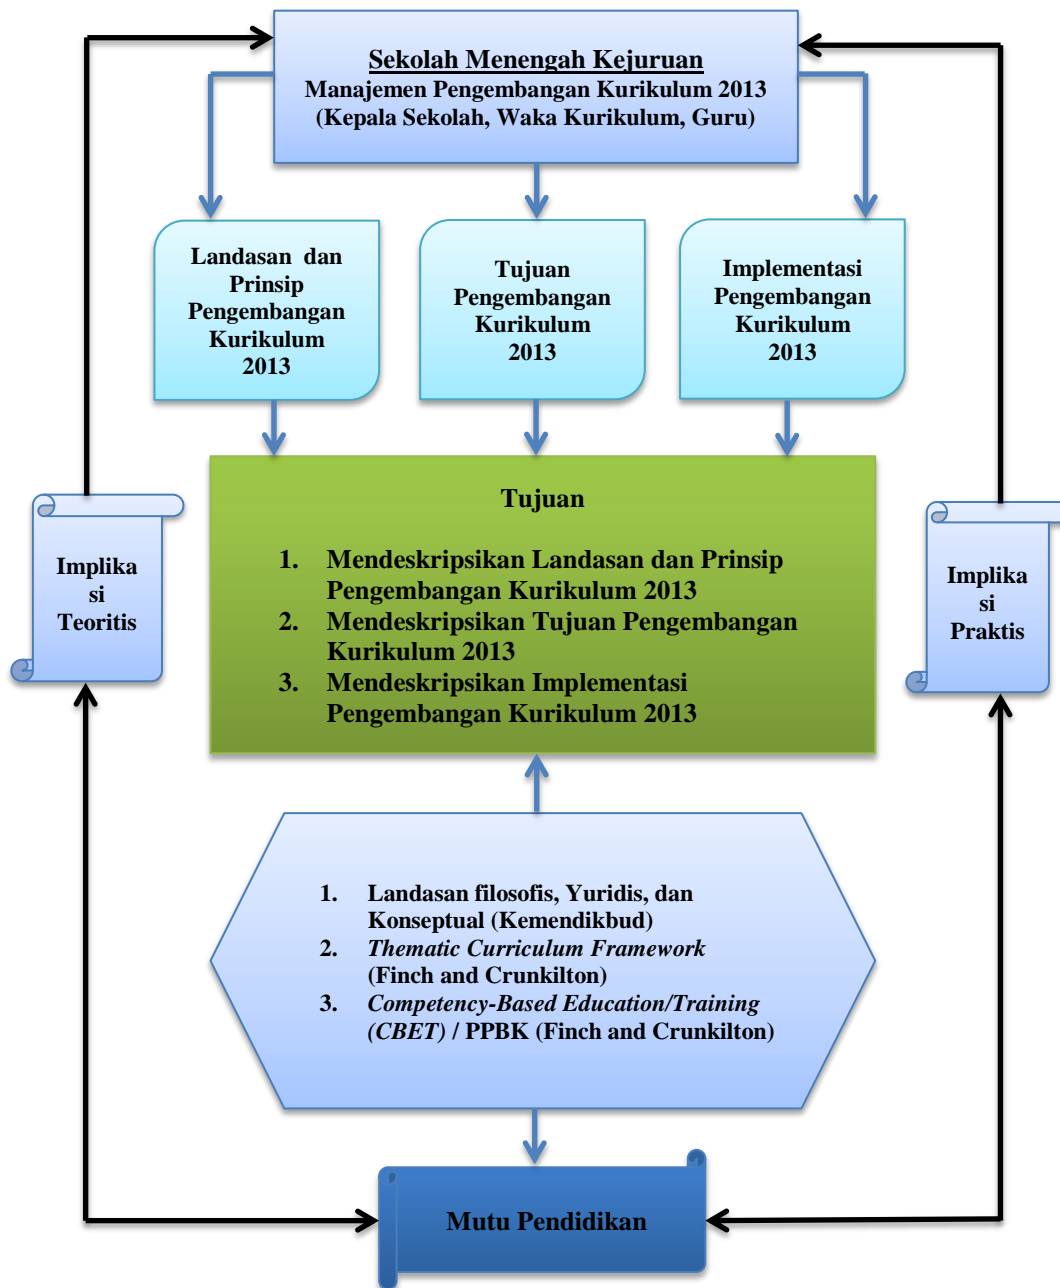 Sekolah Menengah Kejuruan
Manajemen Pengembangan Kurikulum 2013
(Kepala Sekolah, Waka Kurikulum, Guru)
Landasan dan
Prinsip
Pengembangan
Kurikulum
2013
Tujuan
Pengembangan
Kurikulum
2013
Implementasi
Pengembangan
Kurikulum
2013
Tujuan
1. Mendeskripsikan Landasan dan Prinsip
Pengembangan Kurikulum 2013
2. Mendeskripsikan Tujuan Pengembangan
Kurikulum 2013
3. Mendeskripsikan Implementasi
Pengembangan Kurikulum 2013
Implika
si
Teoritis
Implika
si
Praktis
1. Landasan filosofis, Yuridis, dan
Konseptual (Kemendikbud)
2. Thematic Curriculum Framework
(Finch and Crunkilton)
3. Competency-Based Education/Training
(CBET) / PPBK (Finch and Crunkilton)
Mutu Pendidikan